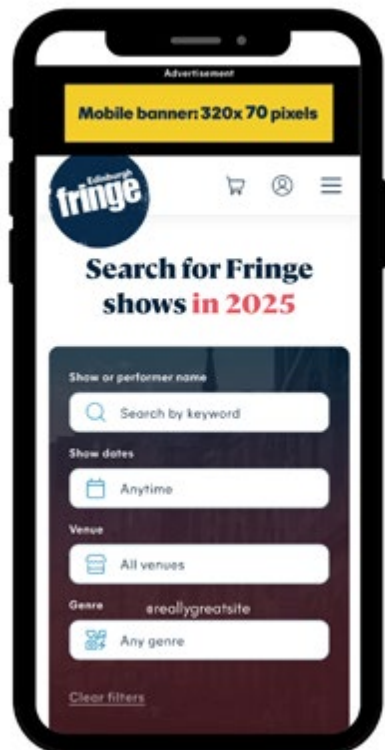 Advertisement
Mobile banner: 320x 70 pixels
Edinburgh
fringe
Search for Fringe
shows in 2025
Show or performer name
Search by keyword
Show dates
Anytime
Venue
All venues
Genre @reallygreatsite
Any genre
Clear filters